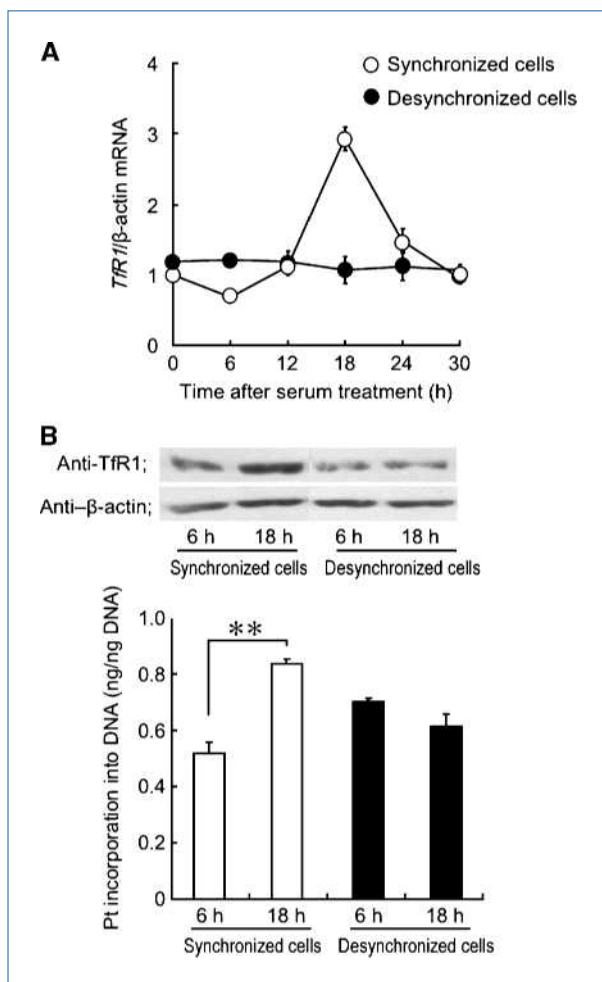 A
4
3
2
1
0
TfR1/β-actin mRNA
Synchronized cells
Desynchronized cells
0 6 12 18 24 30
Time after serum treatment (h)
B
Anti-TfR1;
Anti–β-actin;
6 h 18 h 6 h 18 h
Synchronized cells Desynchronized cells
Pt incorporation into DNA (ng/ng DNA)
1.0
0.8
0.6
0.4
0.2
0
**
6 h 18 h 6 h 18 h
Synchronized cells Desynchronized cells